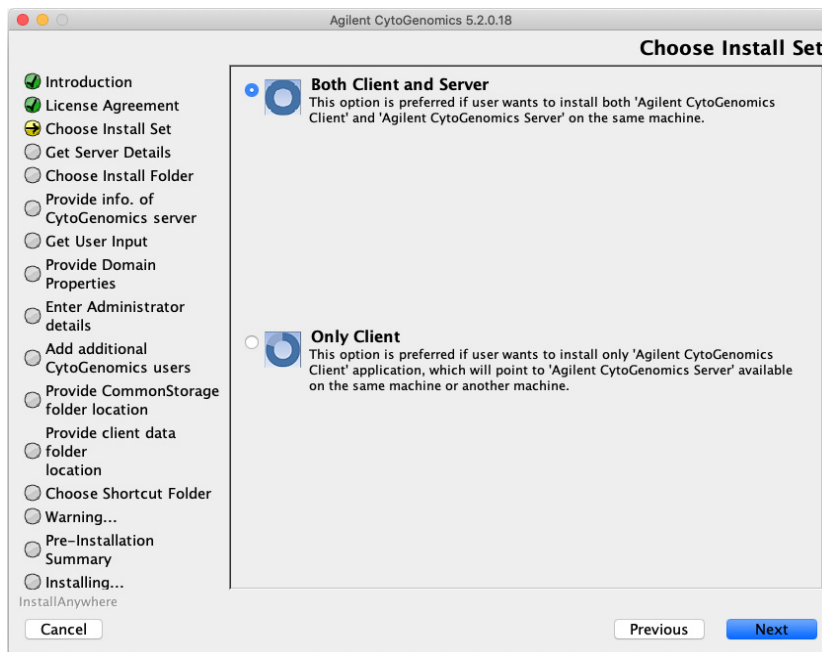 Agilent CytoGenomics 5.2.0.18
Choose Install Set
Introduction
License Agreement
Choose Install Set
Get Server Details
Choose Install Folder
Provide info. of
CytoGenomics server
Get User Input
Provide Domain
Properties
Enter Administrator
details
Add additional
CytoGenomics users
Provide CommonStorage
folder location
Provide client data
folder
location
Choose Shortcut Folder
Warning...
Pre-Installation
Summary
Installing...
Both Client and Server
This option is preferred if user wants to install both 'Agilent CytoGenomics
Client' and 'Agilent CytoGenomics Server' on the same machine.
Only Client
This option is preferred if user wants to install only 'Agilent CytoGenomics
Client' application, which will point to 'Agilent CytoGenomics Server' available
on the same machine or another machine.
InstallAnywhere
Cancel
Previous
Next